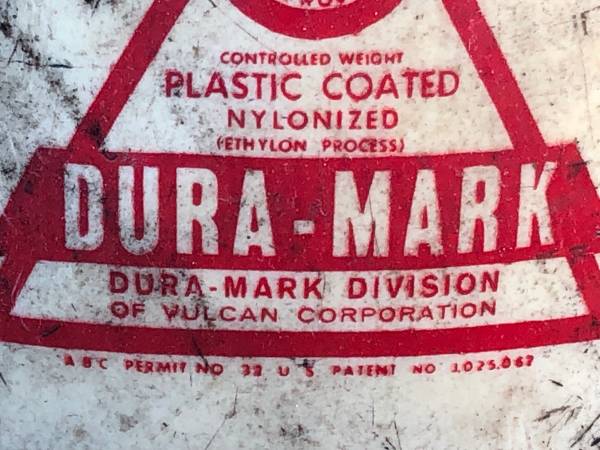 CONTROLLED WEIGHT
PLASTIC COATED
NYLONIZED
(ETHYLON PROCESS)
DURA-MARK
DURA-MARK DIVISION
OF VULCAN CORPORATION
ABC PERMIT NO 32 U S PATENT NO 1,025,067